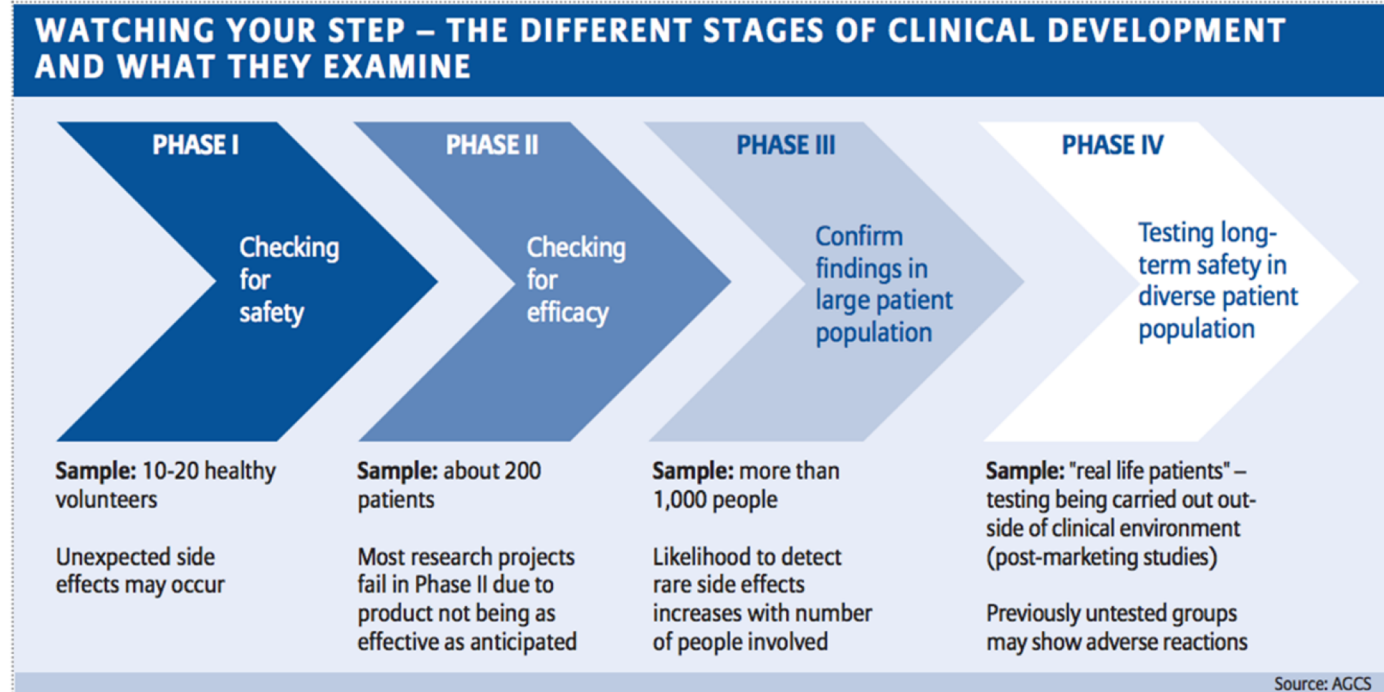 WATCHING YOUR STEP – THE DIFFERENT STAGES OF CLINICAL DEVELOPMENT
AND WHAT THEY EXAMINE
PHASE I
Checking
for
safety
Sample: 10-20 healthy
volunteers
Unexpected side
effects may occur
PHASE II
Checking
for
efficacy
Sample: about 200
patients
Most research projects
fail in Phase II due to
product not being as
effective as anticipated
PHASE III
Confirm
findings in
large patient
population
Sample: more than
1,000 people
Likelihood to detect
rare side effects
increases with number
of people involved
PHASE IV
Testing long-
term safety in
diverse patient
population
Sample: "real life patients" –
testing being carried out out-
side of clinical environment
(post-marketing studies)
Previously untested groups
may show adverse reactions
Source: AGCS